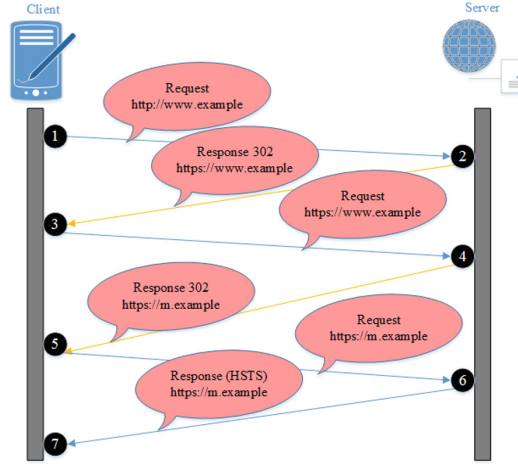 Client
Server
Request
http://www.example
1
2
Response 302
https://www.example
Request
https://www.example
3
4
Response 302
https://m.example
Request
https://m.example
5
6
Response (HSTS)
https://m.example
7